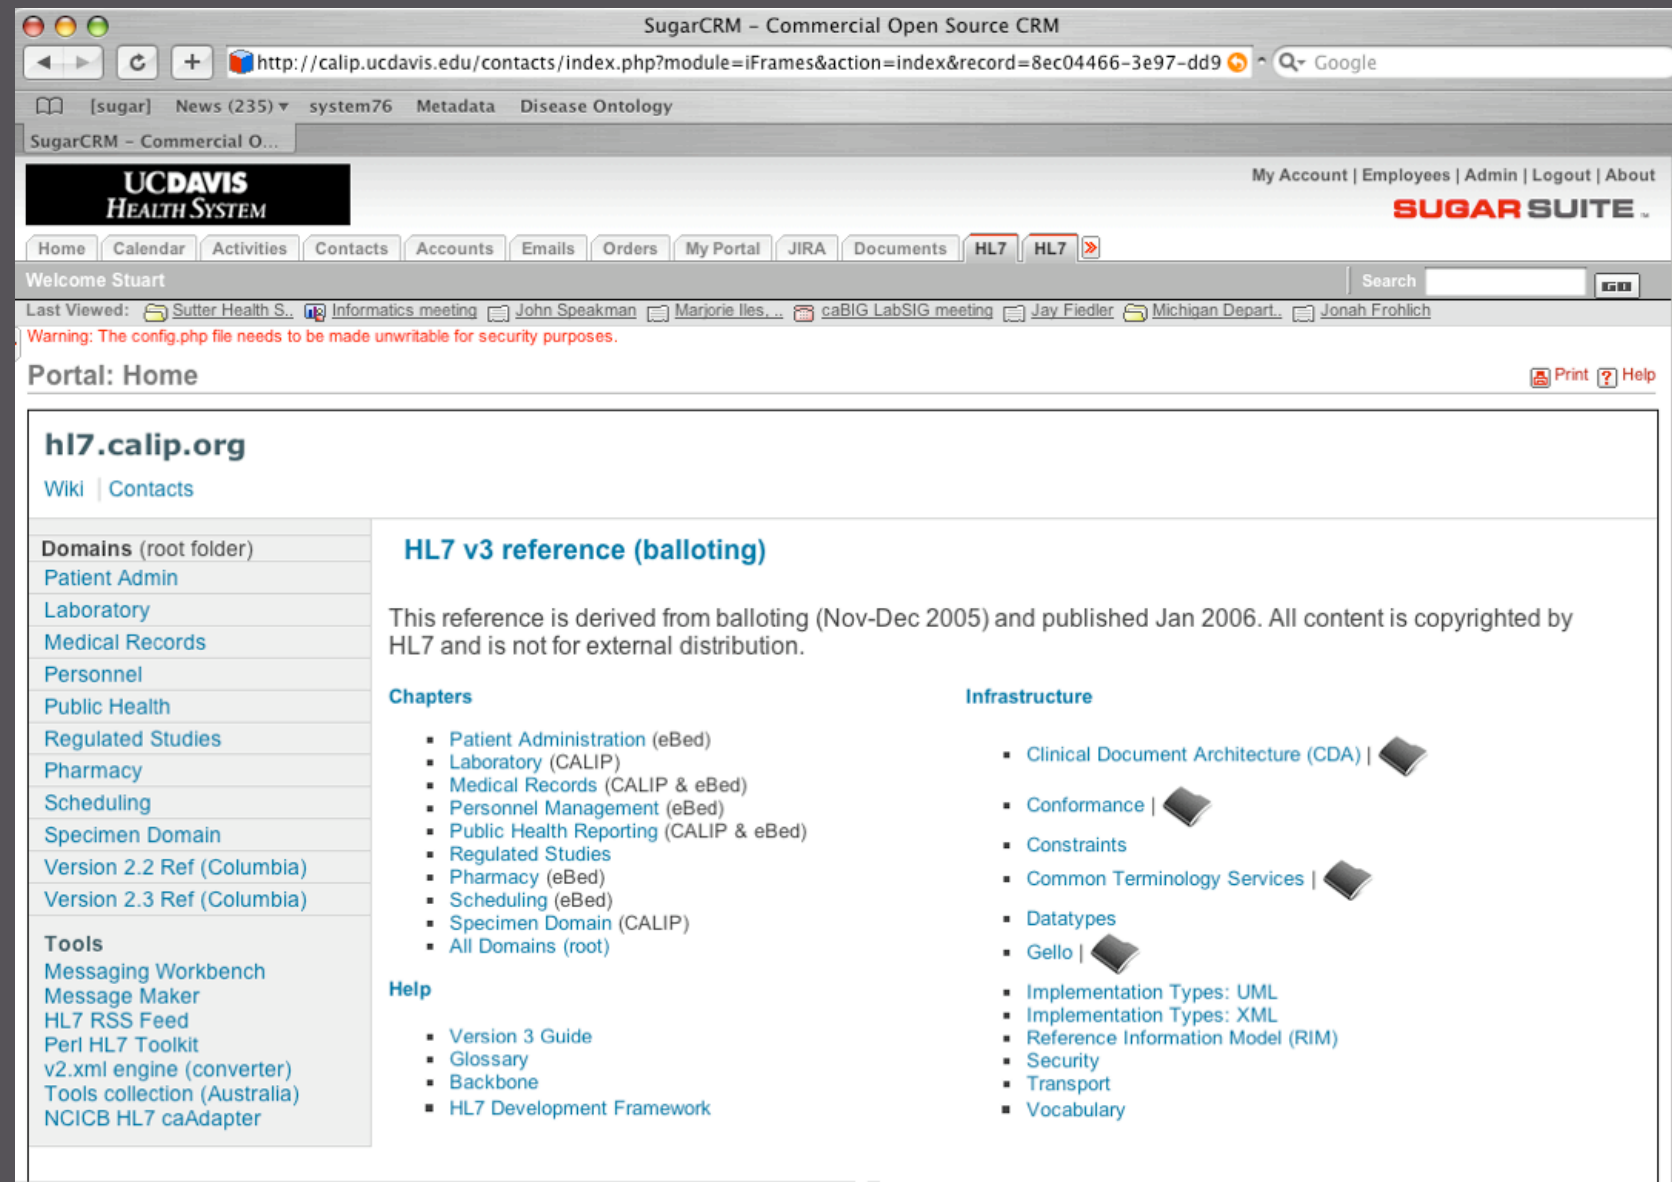 SugarCRM – Commercial Open Source CRM
http://calip.ucdavis.edu/contacts/index.php?module=iFrames&action=index&record=8ec04466-3e97-dd9
Google
[sugar] News (235) system76 Metadata Disease Ontology
SugarCRM – Commercial O...
UCDAVIS
HEALTH SYSTEM
My Account | Employees | Admin | Logout | About
SUGAR SUITE
Home Calendar Activities Contacts Accounts Emails Orders My Portal JIRA Documents HL7 HL7
Welcome Stuart
Search
GO
Last Viewed: Sutter Health S.. Informatics meeting John Speakman Marjorie Iles, .. caBIG LabSIG meeting Jay Fiedler Michigan Depart.. Jonah Frohlich
Warning: The config.php file needs to be made unwritable for security purposes.
Portal: Home
Print Help
hl7.calip.org
Wiki | Contacts
Domains (root folder)
Patient Admin
Laboratory
Medical Records
Personnel
Public Health
Regulated Studies
Pharmacy
Scheduling
Specimen Domain
Version 2.2 Ref (Columbia)
Version 2.3 Ref (Columbia)
Tools
Messaging Workbench
Message Maker
HL7 RSS Feed
Perl HL7 Toolkit
v2.xml engine (converter)
Tools collection (Australia)
NCICB HL7 caAdapter
HL7 v3 reference (balloting)
This reference is derived from balloting (Nov-Dec 2005) and published Jan 2006. All content is copyrighted by
HL7 and is not for external distribution.
Chapters
Patient Administration (eBed)
Laboratory (CALIP)
Medical Records (CALIP & eBed)
Personnel Management (eBed)
Public Health Reporting (CALIP & eBed)
Regulated Studies
Pharmacy (eBed)
Scheduling (eBed)
Specimen Domain (CALIP)
All Domains (root)
Help
Version 3 Guide
Glossary
Backbone
HL7 Development Framework
Infrastructure
Clinical Document Architecture (CDA) |
Conformance |
Constraints
Common Terminology Services |
Datatypes
Gello |
Implementation Types: UML
Implementation Types: XML
Reference Information Model (RIM)
Security
Transport
Vocabulary